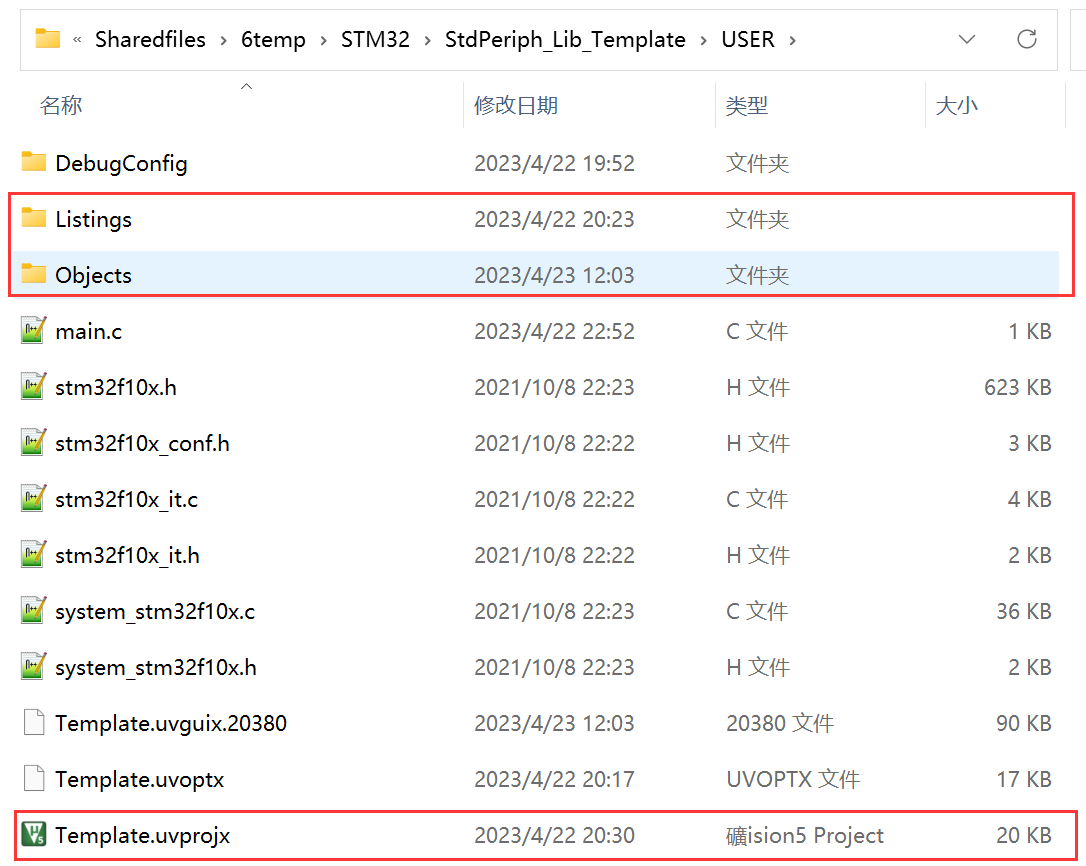 « Sharedfiles › 6temp › STM32 › StdPeriph_Lib_Template › USER ›
名称 修改日期 类型 大小
DebugConfig 2023/4/22 19:52 文件夹
Listings 2023/4/22 20:23 文件夹
Objects 2023/4/23 12:03 文件夹
main.c 2023/4/22 22:52 C 文件 1 KB
stm32f10x.h 2021/10/8 22:23 H 文件 623 KB
stm32f10x_conf.h 2021/10/8 22:22 H 文件 3 KB
stm32f10x_it.c 2021/10/8 22:22 C 文件 4 KB
stm32f10x_it.h 2021/10/8 22:22 H 文件 2 KB
system_stm32f10x.c 2021/10/8 22:23 C 文件 36 KB
system_stm32f10x.h 2021/10/8 22:23 H 文件 2 KB
Template.uvguix.20380 2023/4/23 12:03 20380 文件 90 KB
Template.uvoptx 2023/4/22 20:17 UVOPTX 文件 17 KB
Template.uvprojx 2023/4/22 20:30 礦ision5 Project 20 KB